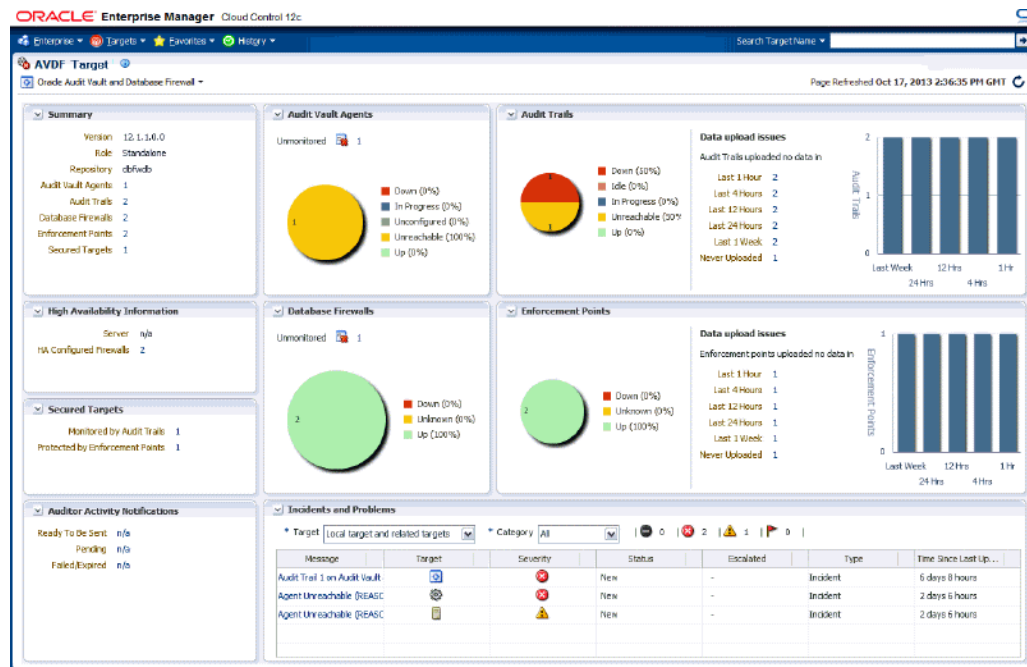 ORACLE Enterprise Manager Cloud Control 12c
Enterprise Targets Favorites History Search Target Name
AVDF Target
Oracle Audit Vault and Database Firewall Page Refreshed Oct 17, 2013 2:36:35 PM GMT
Summary
Version 12.1.1.0.0
Role Standalone
Repository dbfwdb
Audit Vault Agents 1
Audit Trails 2
Database Firewalls 2
Enforcement Points 2
Secured Targets 1
Audit Vault Agents
Unmonitored 1
1
Down (0%)
In Progress (0%)
Unconfigured (0%)
Unreachable (100%)
Up (0%)
Audit Trails
1
1
Down (50%)
Idle (0%)
In Progress (0%)
Unreachable (50%
Up (0%)
Data upload issues
Audit Trails uploaded no data in
Last 1 Hour 2
Last 4 Hours 2
Last 12 Hours 2
Last 24 Hours 2
Last 1 Week 2
Never Uploaded 1
Audit Trails
2
1
0
Last Week 12 Hrs 1 Hr
24 Hrs 4 Hrs
High Availability Information
Server n/a
HA Configured Firewalls 2
Database Firewalls
Unmonitored 1
2
Down (0%)
Unknown (0%)
Up (100%)
Enforcement Points
2
Down (0%)
Unknown (0%)
Up (100%)
Data upload issues
Enforcement points uploaded no data in
Last 1 Hour 1
Last 4 Hours 1
Last 12 Hours 1
Last 24 Hours 1
Last 1 Week 1
Never Uploaded 1
Enforcement Points
1
0
Last Week 12 Hrs 1 Hr
24 Hrs 4 Hrs
Secured Targets
Monitored by Audit Trails 1
Protected by Enforcement Points 1
Auditor Activity Notifications
Ready To Be Sent n/a
Pending n/a
Failed/Expired n/a
Incidents and Problems
* Target Local target and related targets * Category All | 0 | 2 | 1 | 0 |
Message Target Severity Status Escalated Type Time Since Last Up...
Audit Trail 1 on Audit Vault New - Incident 6 days 8 hours
Agent Unreachable (REASC New - Incident 2 days 6 hours
Agent Unreachable (REASC New - Incident 2 days 6 hours